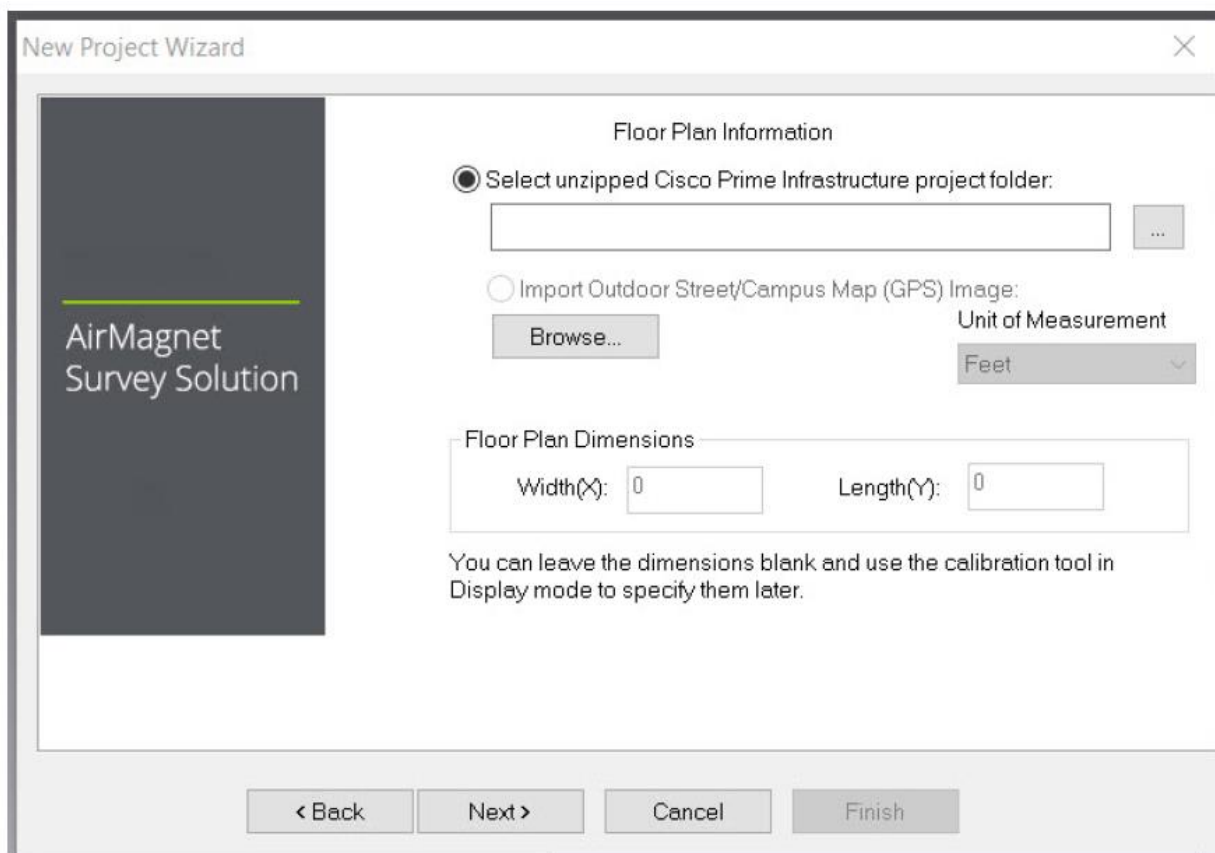 New Project Wizard
AirMagnet
Survey Solution
Floor Plan Information
Select unzipped Cisco Prime Infrastructure project folder:
...
Import Outdoor Street/Campus Map (GPS) Image:
Browse...
Unit of Measurement
Feet
Floor Plan Dimensions
Width(X): 0 Length(Y): 0
You can leave the dimensions blank and use the calibration tool in
Display mode to specify them later.
< Back Next > Cancel Finish